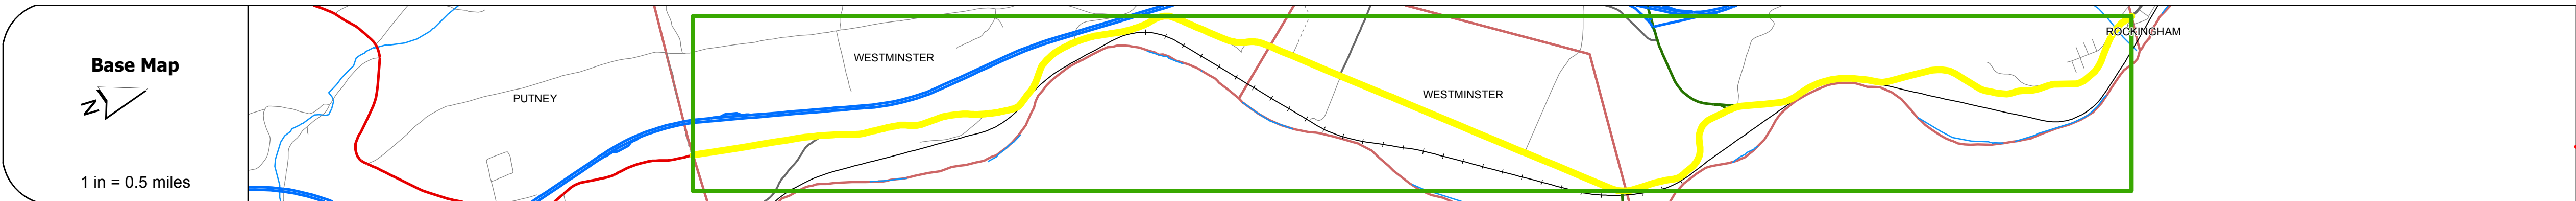 Base Map
N
1 in = 0.5 miles
PUTNEY
WESTMINSTER
WESTMINSTER
ROCKINGHAM